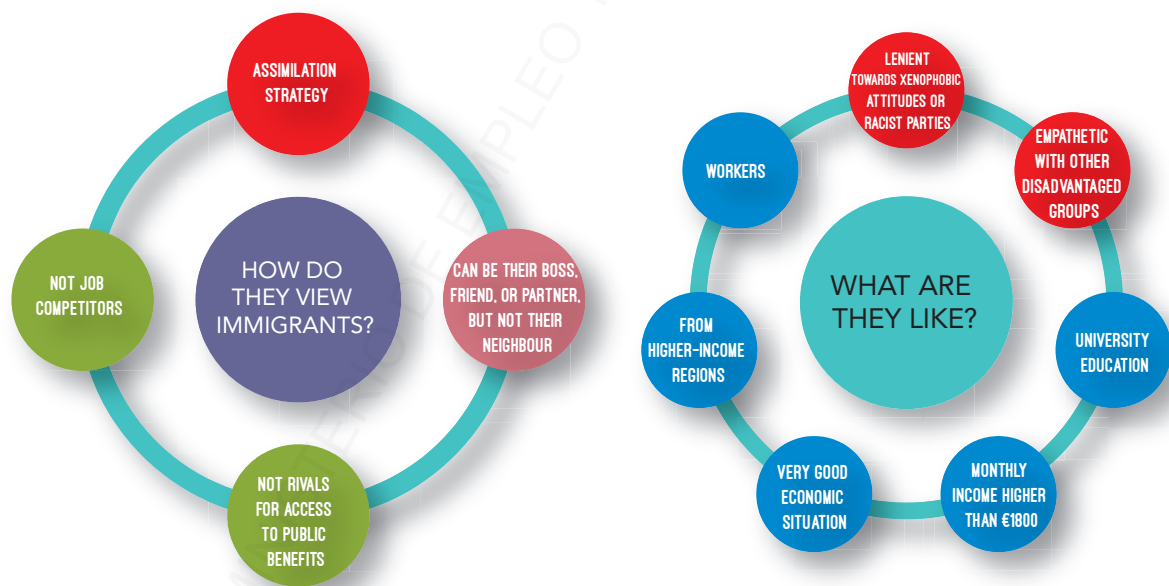 ASSIMILATION
STRATEGY
NOT JOB
COMPETITORS
HOW DO
THEY VIEW
IMMIGRANTS?
CAN BE THEIR BOSS,
FRIEND, OR PARTNER,
BUT NOT THEIR
NEIGHBOUR
NOT RIVALS
FOR ACCESS
TO PUBLIC
BENEFITS
LENIENT
TOWARDS XENOPHOBIC
ATTITUDES OR
RACIST PARTIES
WORKERS
EMPATHETIC
WITH OTHER
DISADVANTAGED
GROUPS
WHAT ARE
THEY LIKE?
FROM
HIGHER-INCOME
REGIONS
UNIVERSITY
EDUCATION
VERY GOOD
ECONOMIC
SITUATION
MONTHLY
INCOME HIGHER
THAN €1800
DE EMPLEO